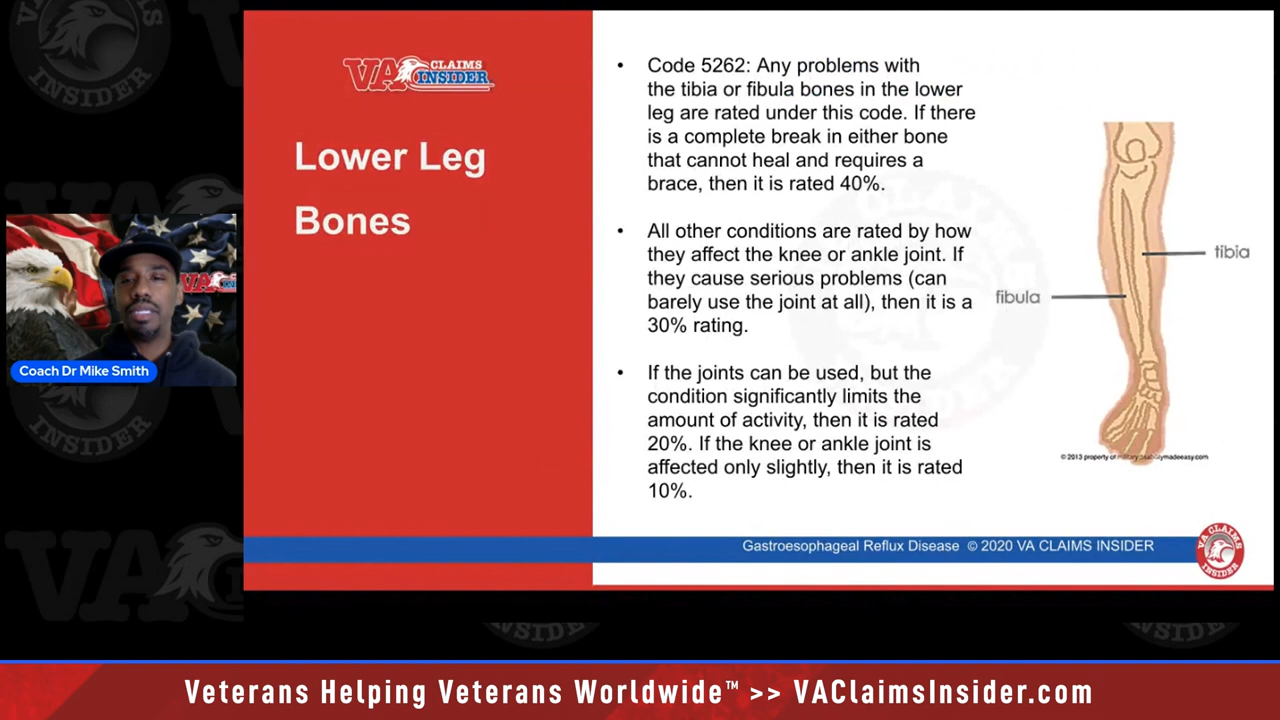 VA CLAIMS
INSIDER
Lower Leg
Bones
• Code 5262: Any problems with
the tibia or fibula bones in the lower
leg are rated under this code. If there
is a complete break in either bone
that cannot heal and requires a
brace, then it is rated 40%.
• All other conditions are rated by how
they affect the knee or ankle joint. If
they cause serious problems (can
barely use the joint at all), then it is a
30% rating.
• If the joints can be used, but the
condition significantly limits the
amount of activity, then it is rated
20%. If the knee or ankle joint is
affected only slightly, then it is rated
10%.
tibia
fibula
© 2013 property of
Coach Dr Mike Smith
Gastroesophageal Reflux Disease © 2020 VA CLAIMS INSIDER
VA CLAIMS
INSIDER
Veterans Helping Veterans Worldwide™ >> VAClaimsInsider.com